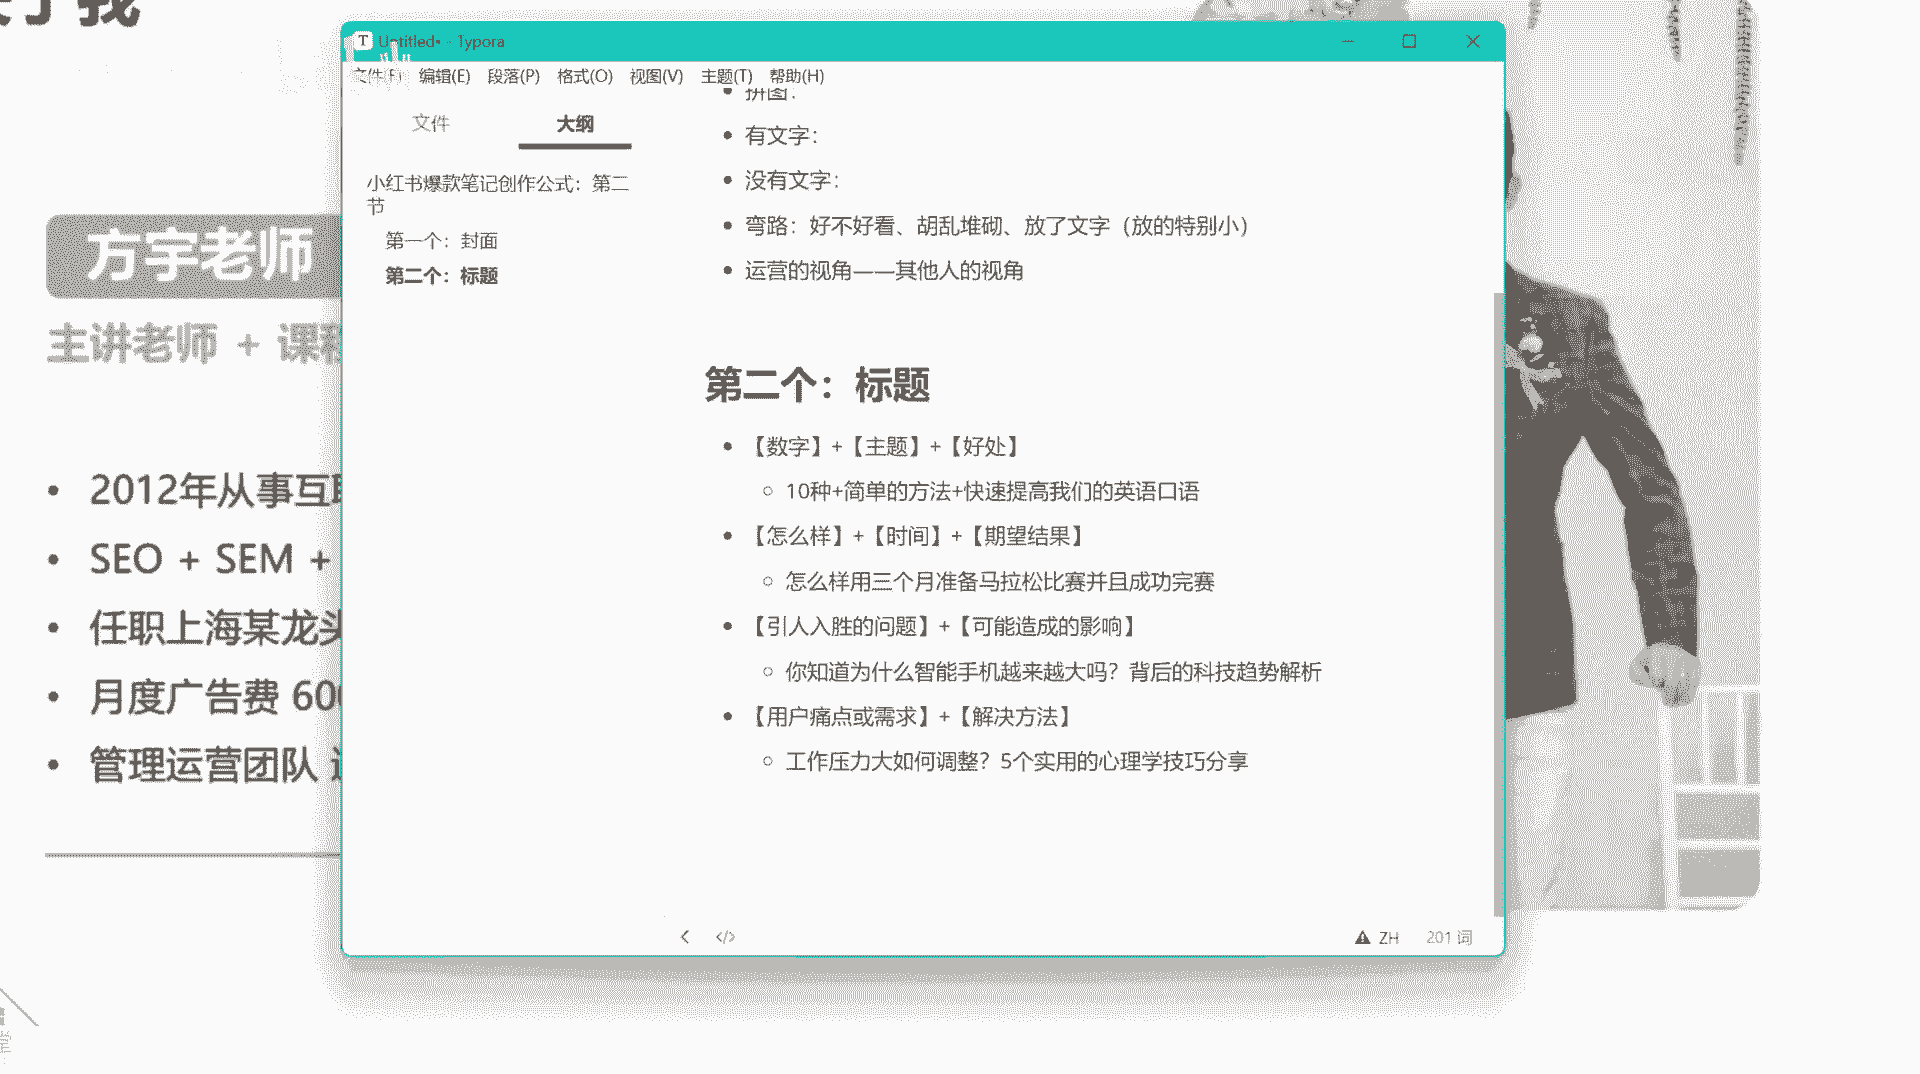 Untitled• - Typora
文件(F) 编辑(E) 段落(P) 格式(O) 视图(V) 主题(T) 帮助(H)
文件 大纲
小红书爆款笔记创作公式：第二
节
第一个：封面
第二个：标题
拼图：
有文字：
没有文字：
弯路：好不好看、胡乱堆砌、放了文字（放的特别小）
运营的视角——其他人的视角
第二个：标题
【数字】+【主题】+【好处】
10种+简单的方法+快速提高我们的英语口语
【怎么样】+【时间】+【期望结果】
怎么样用三个月准备马拉松比赛并且成功完赛
【引人入胜的问题】+【可能造成的影响】
你知道为什么智能手机越来越大吗？背后的科技趋势解析
【用户痛点或需求】+【解决方法】
工作压力大如何调整？5个实用的心理学技巧分享
ZH 201 词
方宇老师
主讲老师 + 课程
2012年从事互联
SEO + SEM +
任职上海某龙头
月度广告费 600
管理运营团队